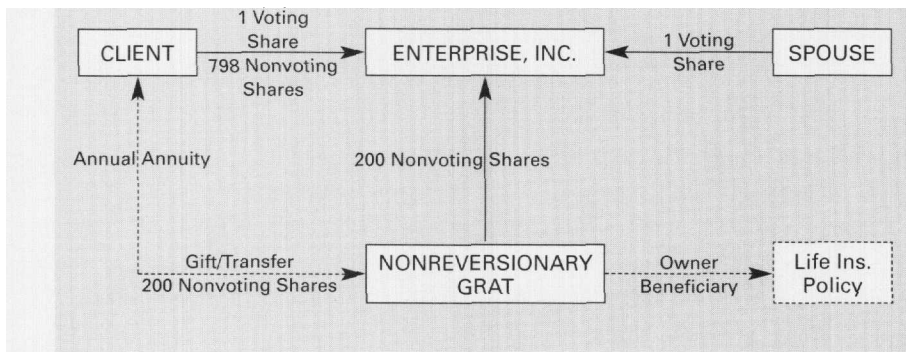 1 Voting
Share
798 Nonvoting
Shares
CLIENT
ENTERPRISE, INC.
1 Voting
Share
SPOUSE
Annual Annuity
200 Nonvoting Shares
Gift/Transfer
200 Nonvoting Shares
NONREVERSIONARY
GRAT
Owner
Beneficiary
Life Ins.
Policy